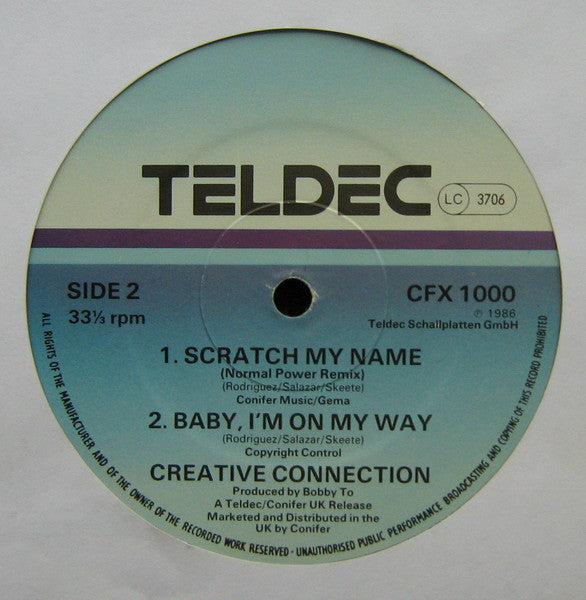 TELDEC
LC 3706
SIDE 2
33⅓ rpm
CFX 1000
℗ 1986
Teldec Schallplatten GmbH
1. SCRATCH MY NAME
(Normal Power Remix)
(Rodriguez/Salazar/Skeete)
Conifer Music/Gema
2. BABY, I'M ON MY WAY
(Rodriguez/Salazar/Skeete)
Copyright Control
CREATIVE CONNECTION
Produced by Bobby To
A Teldec/Conifer UK Release
Marketed and Distributed in the
UK by Conifer
ALL RIGHTS OF THE MANUFACTURER AND OF THE OWNER OF THE RECORDED WORK RESERVED - UNAUTHORISED PUBLIC PERFORMANCE BROADCASTING AND COPYING OF THIS RECORD PROHIBITED